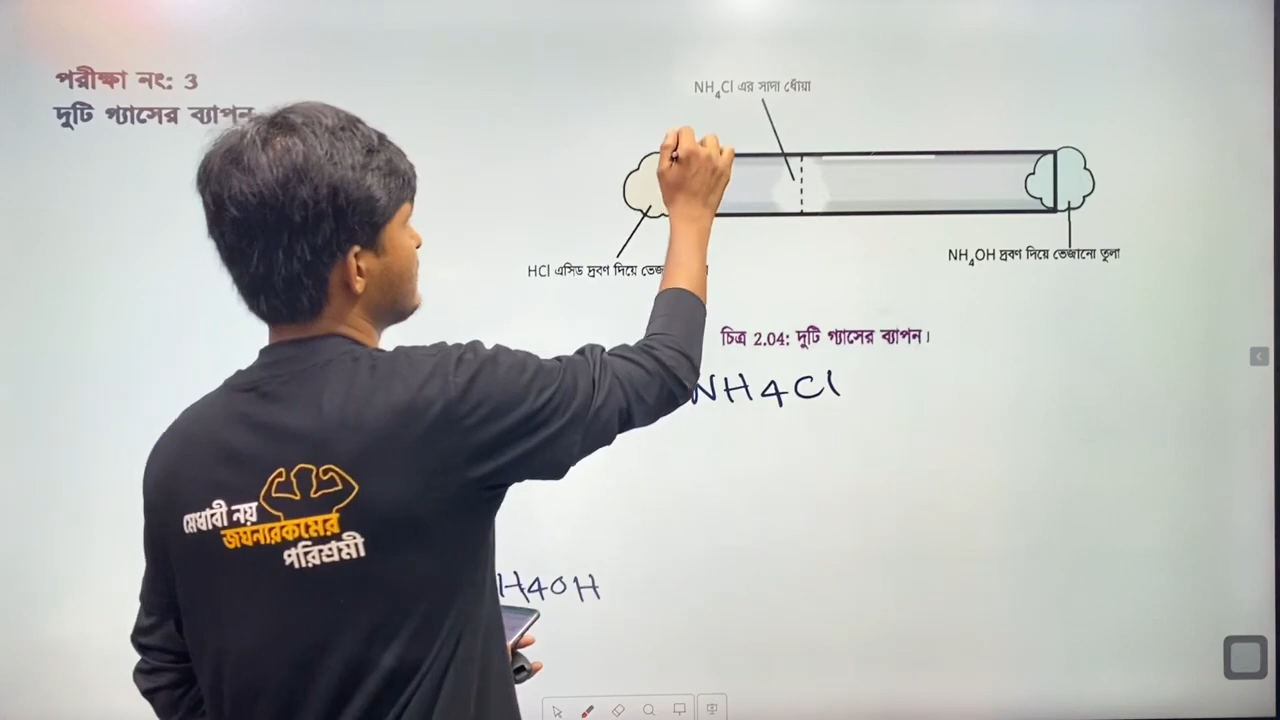 পরীক্ষা নং: 3
দুটি গ্যাসের ব্যাপন
NH4Cl এর সাদা ধোঁয়া
HCl এসিড দ্রবণ দিয়ে
NH4OH দ্রবণ দিয়ে ভেজানো তুলা
চিত্র 2.04: দুটি গ্যাসের ব্যাপন।
NH4Cl
H4OH
মেধাবী নয়
জঘন্যরকমের
পরিশ্রমী